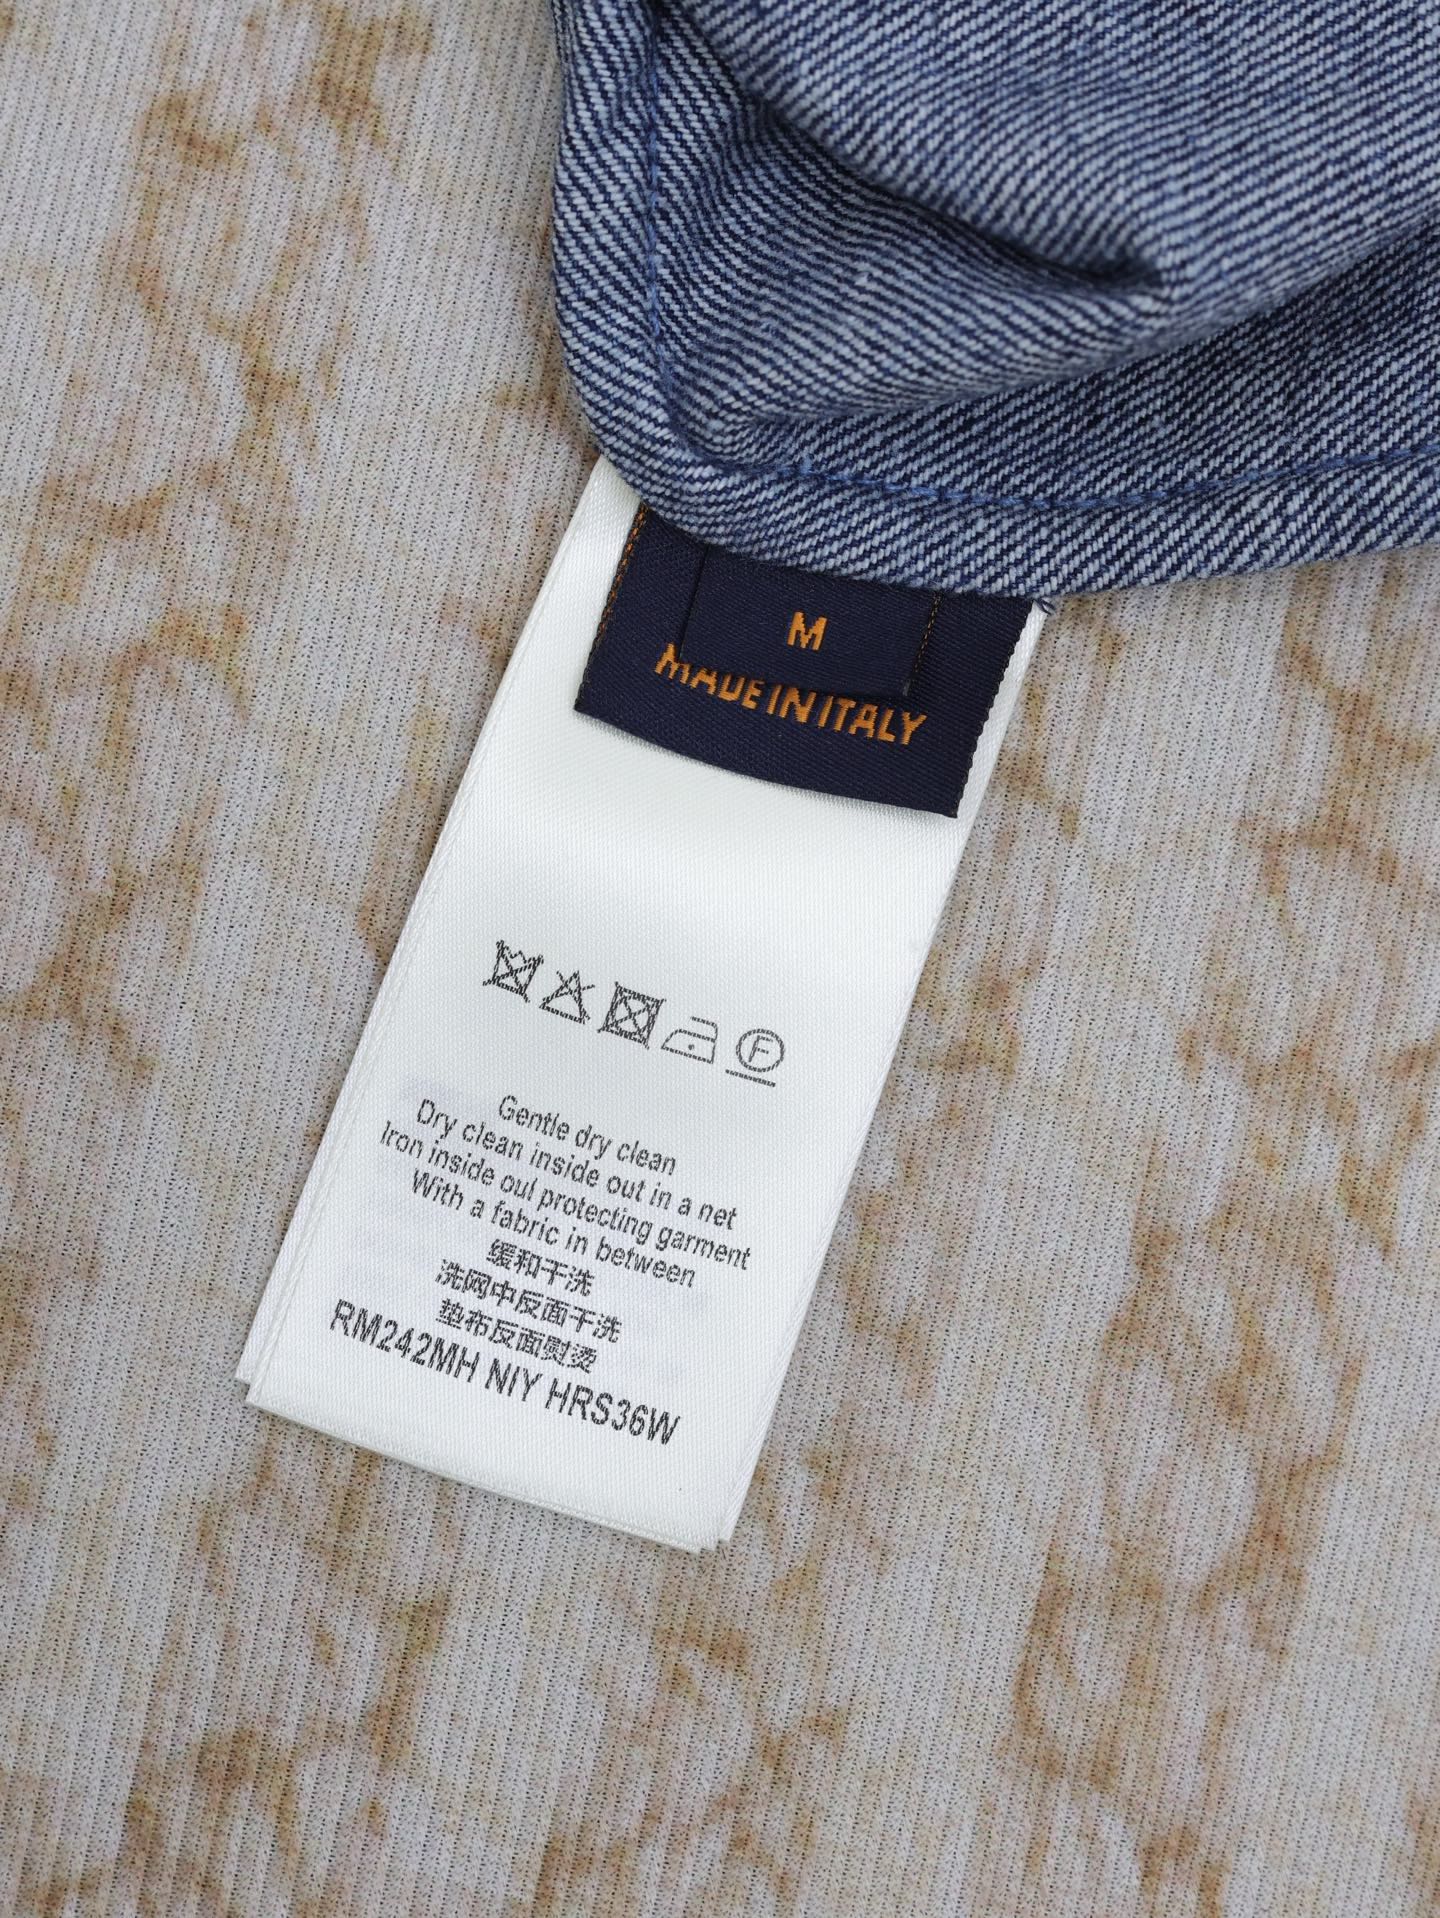 M
MADE IN ITALY
F
Gentle dry clean
Dry clean inside out in a net
Iron inside oul protecting garment
With a fabric in between
缓和干洗
洗网中反面干洗
垫布反面熨烫
RM242MH NIY HRS36W